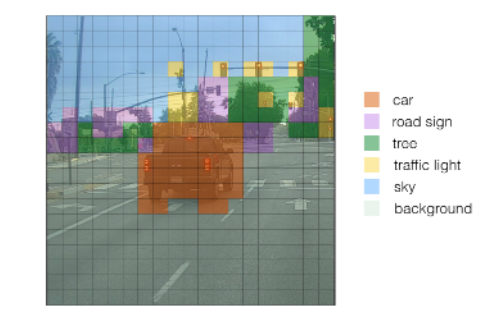 car
road sign
tree
traffic light
sky
background